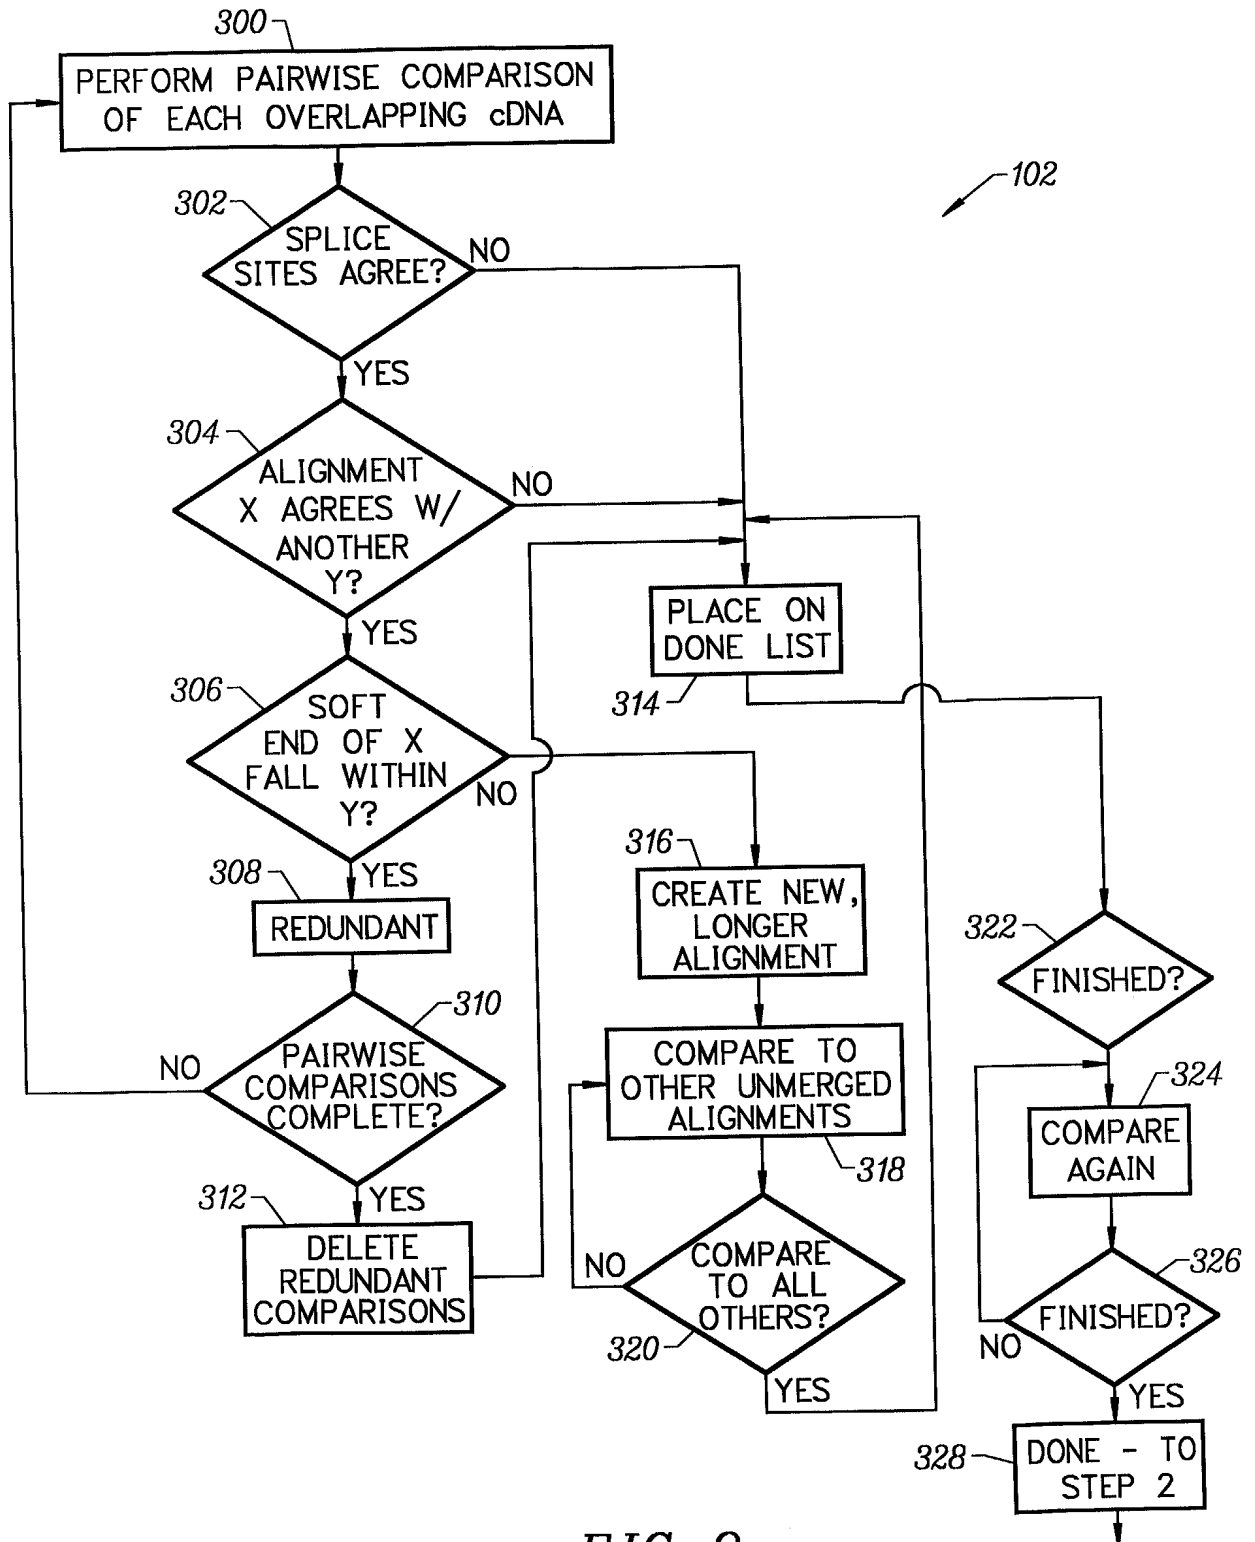 300
PERFORM PAIRWISE COMPARISON
OF EACH OVERLAPPING cDNA
102
302
SPLICE
SITES AGREE?
NO
YES
304
ALIGNMENT
X AGREES W/
ANOTHER
Y?
NO
YES
PLACE ON
DONE LIST
314
306
SOFT
END OF X
FALL WITHIN
Y?
NO
YES
308
REDUNDANT
316
CREATE NEW,
LONGER
ALIGNMENT
322
FINISHED?
310
PAIRWISE
COMPARISONS
COMPLETE?
NO
YES
COMPARE TO
OTHER UNMERGED
ALIGNMENTS
318
324
COMPARE
AGAIN
312
DELETE
REDUNDANT
COMPARISONS
COMPARE
TO ALL
OTHERS?
NO
320
YES
326
FINISHED?
NO
YES
328
DONE - TO
STEP 2